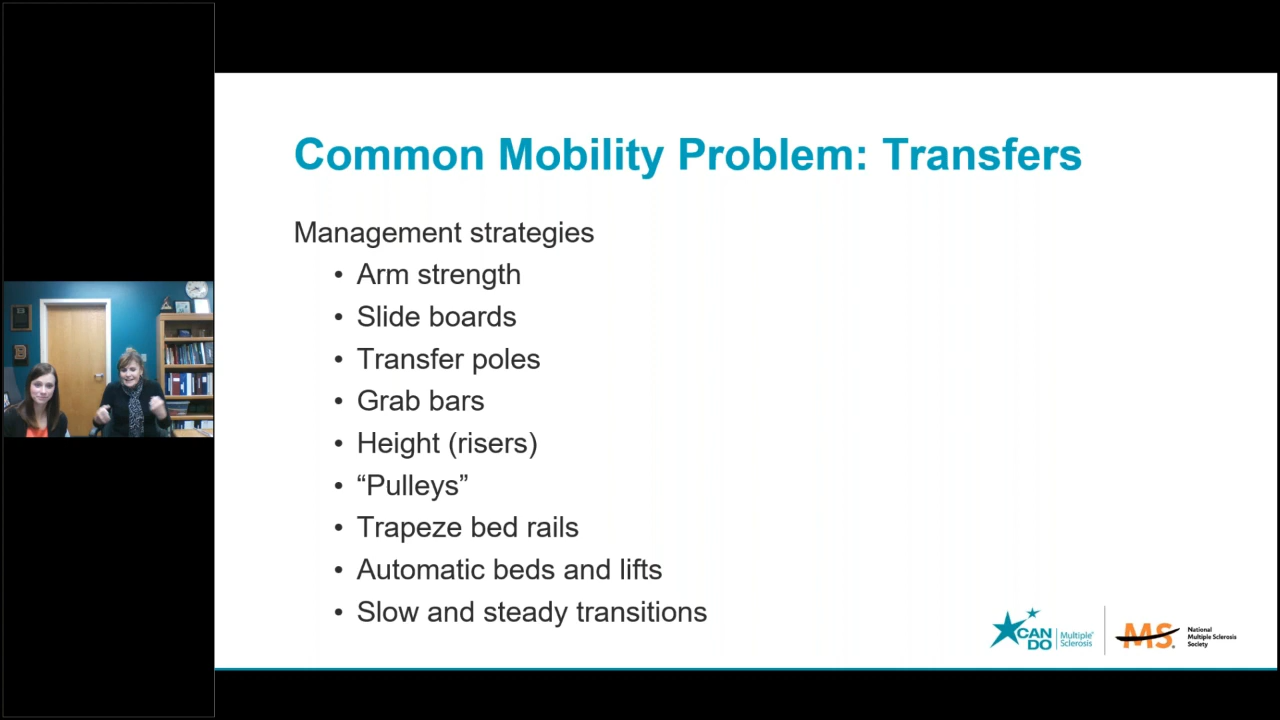 Common Mobility Problem: Transfers
Management strategies
• Arm strength
• Slide boards
• Transfer poles
• Grab bars
• Height (risers)
• “Pulleys”
• Trapeze bed rails
• Automatic beds and lifts
• Slow and steady transitions
CAN DO
Multiple®
Sclerosis
MS
National
Multiple Sclerosis
Society